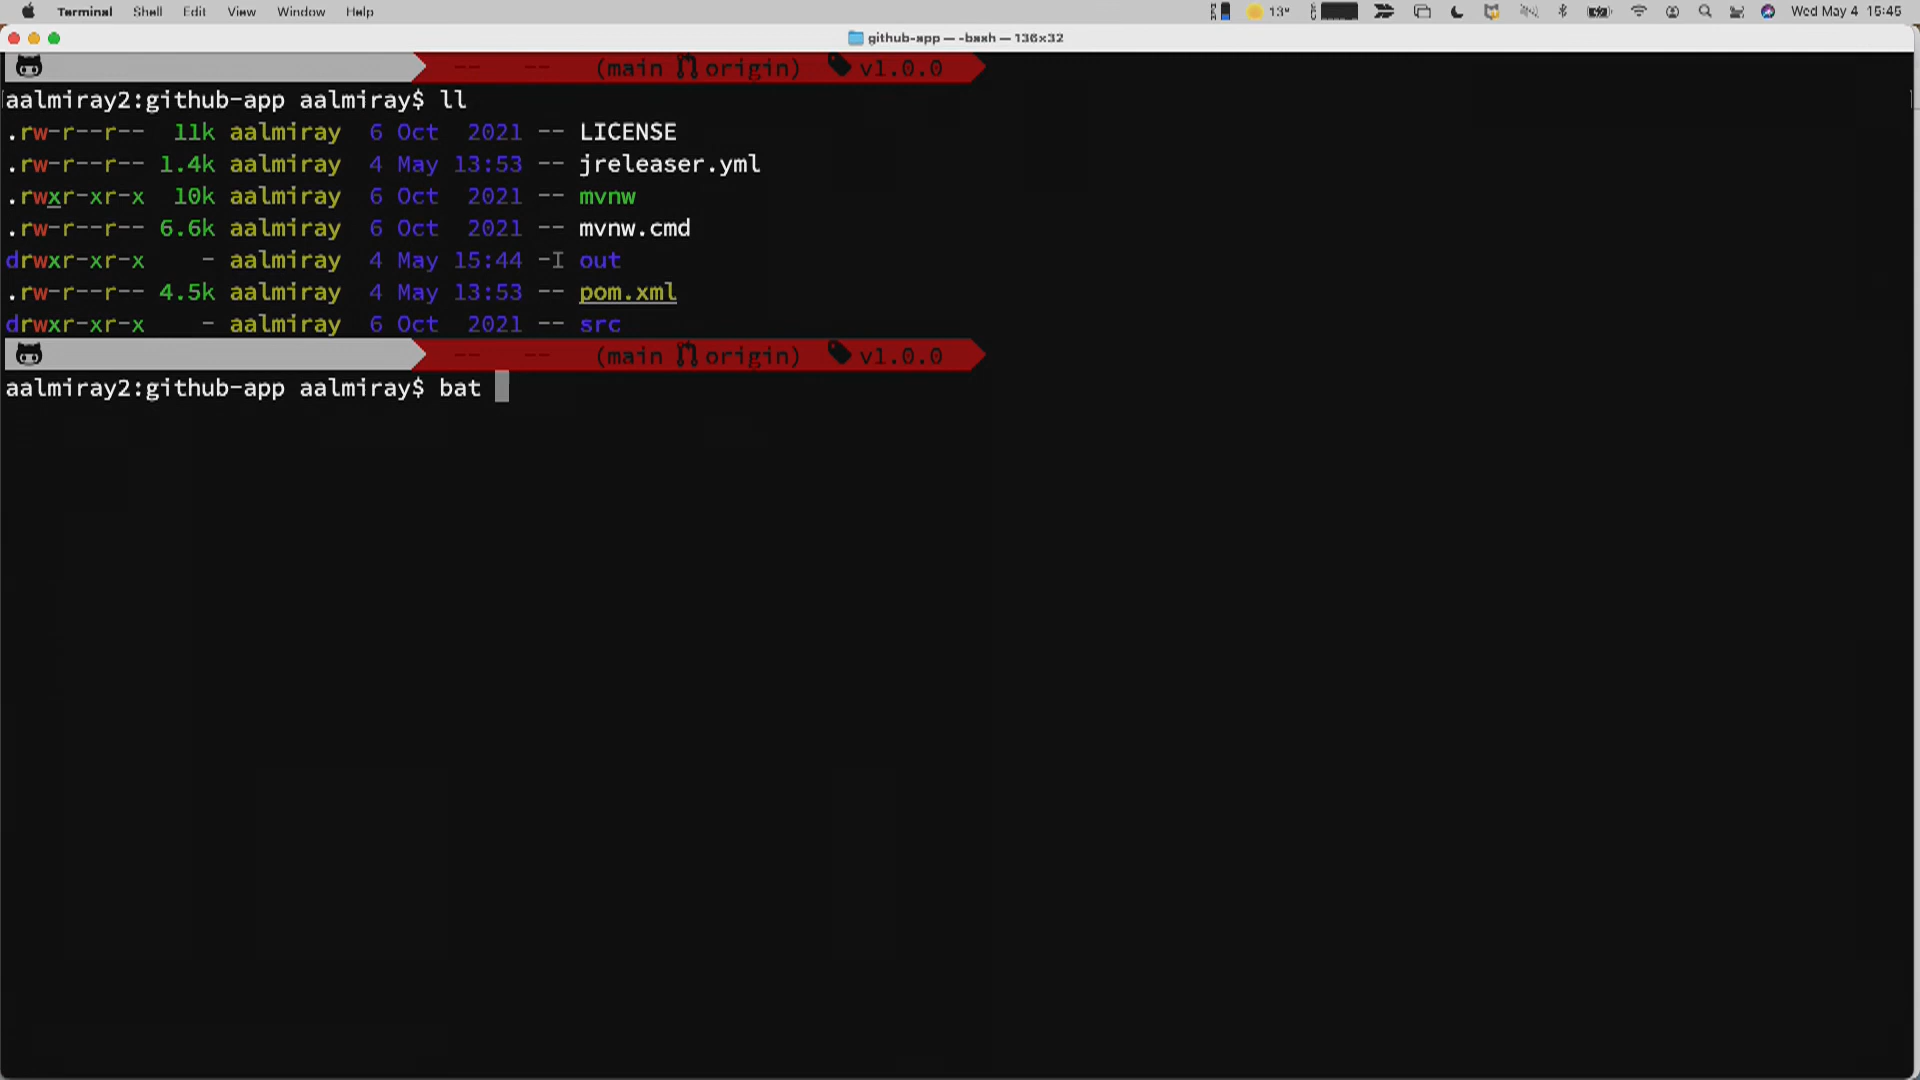 Terminal Shell Edit View Window Help 13° Wed May 4 15:45
github-app — -bash — 136×32
-- -- (main origin) v1.0.0
aalmiray2:github-app aalmiray$ ll
.rw-r--r-- 11k aalmiray 6 Oct 2021 -- LICENSE
.rw-r--r-- 1.4k aalmiray 4 May 13:53 -- jreleaser.yml
.rwxr-xr-x 10k aalmiray 6 Oct 2021 -- mvnw
.rw-r--r-- 6.6k aalmiray 6 Oct 2021 -- mvnw.cmd
drwxr-xr-x - aalmiray 4 May 15:44 -- out
.rw-r--r-- 4.5k aalmiray 4 May 13:53 -- pom.xml
drwxr-xr-x - aalmiray 6 Oct 2021 -- src
-- -- (main origin) v1.0.0
aalmiray2:github-app aalmiray$ bat